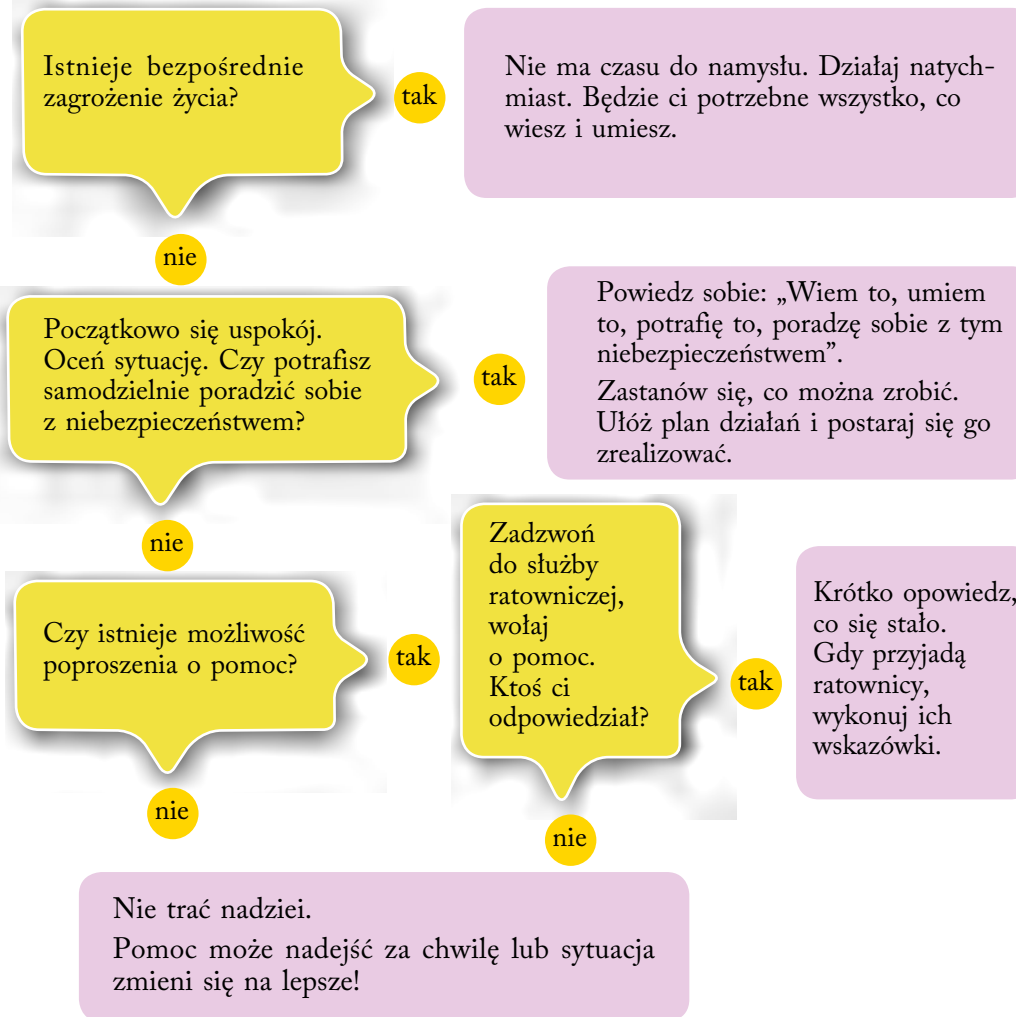 Istnieje bezpośrednie
zagrożenie życia?
tak
Nie ma czasu do namysłu. Działaj natych-
miast. Będzie ci potrzebne wszystko, co
wiesz i umiesz.
nie
Początkowo się uspokój.
Oceń sytuację. Czy potrafisz
samodzielnie poradzić sobie
z niebezpieczeństwem?
tak
Powiedz sobie: „Wiem to, umiem
to, potrafię to, poradzę sobie z tym
niebezpieczeństwem”.
Zastanów się, co można zrobić.
Ułóż plan działań i postaraj się go
zrealizować.
nie
Czy istnieje możliwość
poproszenia o pomoc?
tak
Zadzwoń
do służby
ratowniczej,
wołaj
o pomoc.
Ktoś ci
odpowiedział?
tak
Krótko opowiedz,
co się stało.
Gdy przyjadą
ratownicy,
wykonuj ich
wskazówki.
nie
nie
Nie trać nadziei.
Pomoc może nadejść za chwilę lub sytuacja
zmieni się na lepsze!